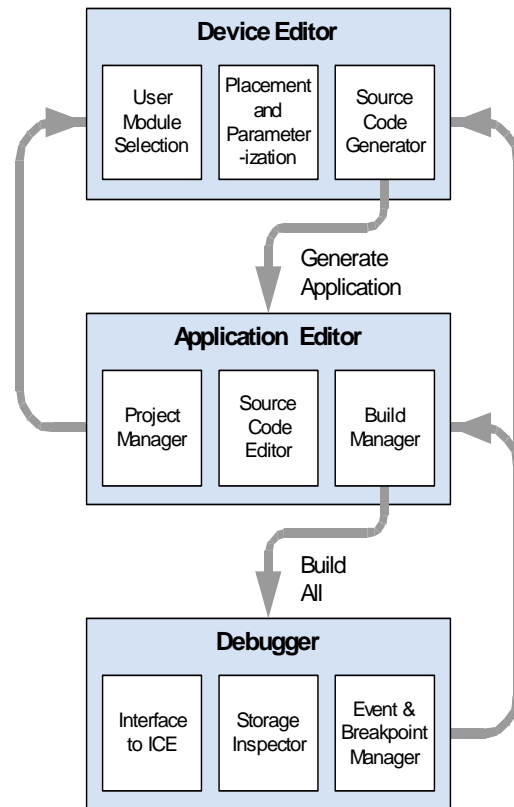 Device Editor
User
Module
Selection
Placement
and
Parameter
-ization
Source
Code
Generator
Generate
Application
Application Editor
Project
Manager
Source
Code
Editor
Build
Manager
Build
All
Debugger
Interface
to ICE
Storage
Inspector
Event &
Breakpoint
Manager